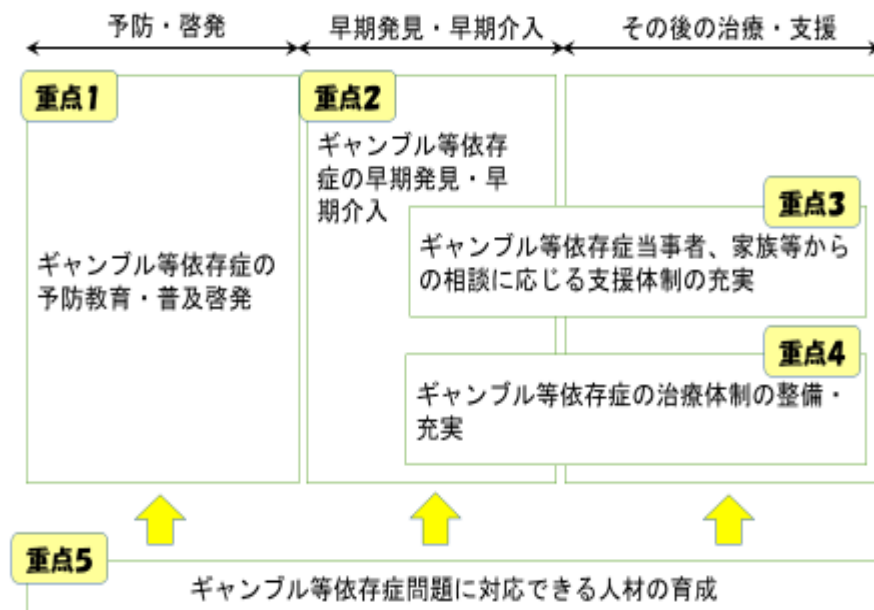 予防・啓発
早期発見・早期介入
その後の治療・支援
重点1
ギャンブル等依存症の
予防教育・普及啓発
重点2
ギャンブル等依存
症の早期発見・早
期介入
重点3
ギャンブル等依存症当事者、家族等から
の相談に応じる支援体制の充実
重点4
ギャンブル等依存症の治療体制の整備・
充実
重点5
ギャンブル等依存症問題に対応できる人材の育成